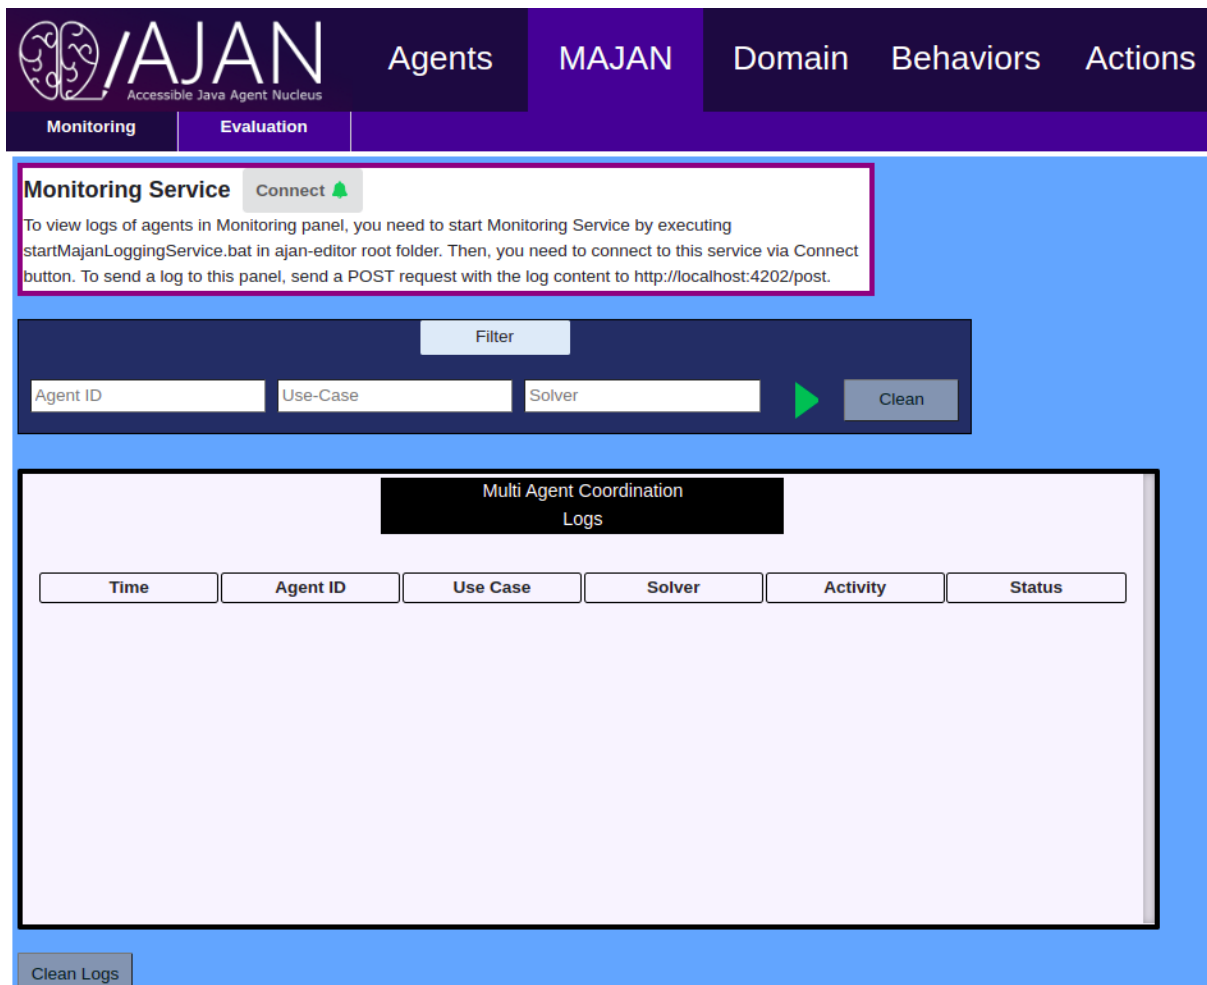 /AJAN
Accessible Java Agent Nucleus
Agents MAJAN Domain Behaviors Actions
Monitoring Evaluation
Monitoring Service Connect
To view logs of agents in Monitoring panel, you need to start Monitoring Service by executing
startMajanLoggingService.bat in ajan-editor root folder. Then, you need to connect to this service via Connect
button. To send a log to this panel, send a POST request with the log content to http://localhost:4202/post.
Filter
Agent ID Use-Case Solver Clean
Multi Agent Coordination
Logs
Time Agent ID Use Case Solver Activity Status
Clean Logs